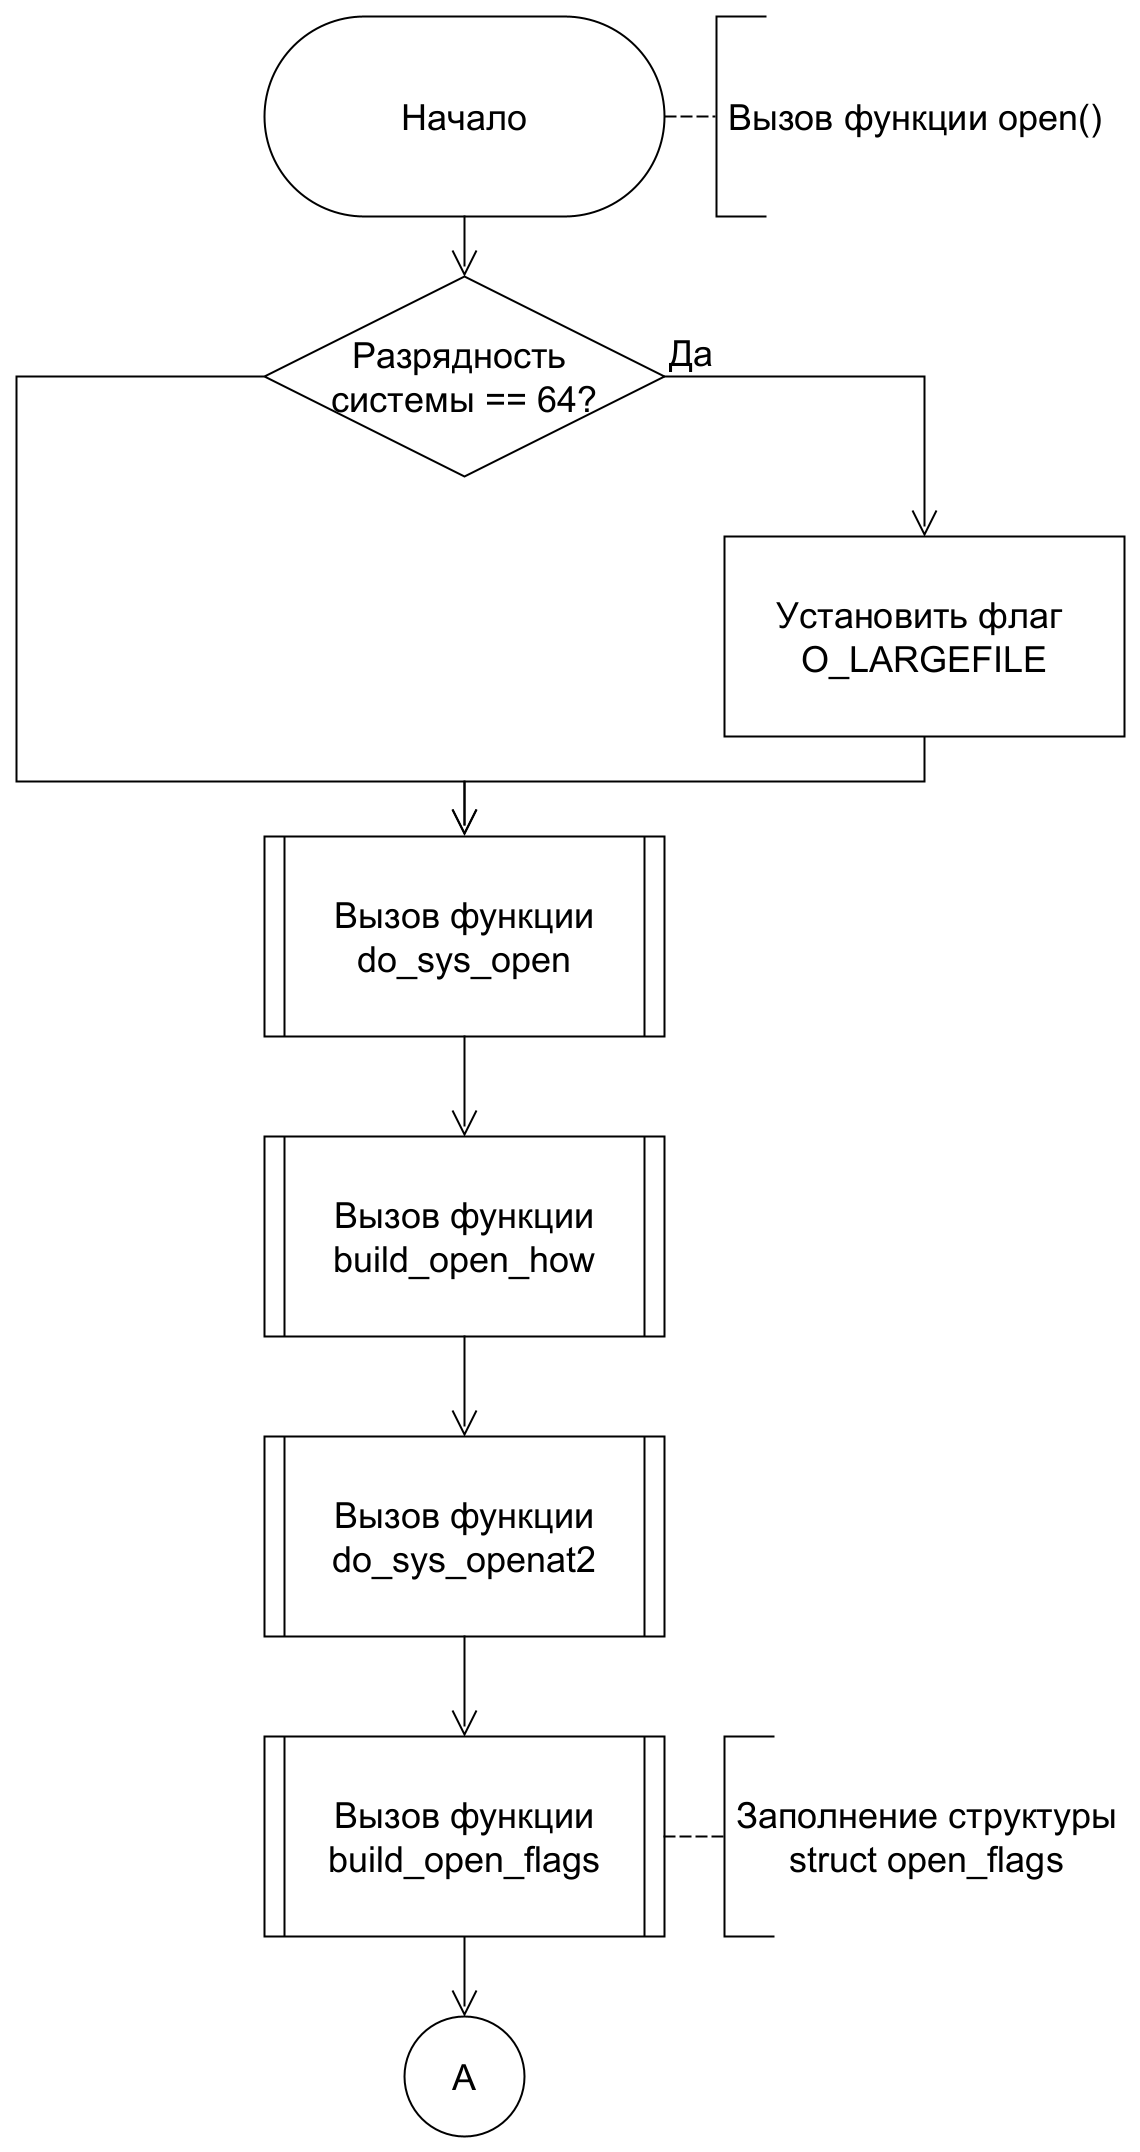 Начало
Вызов функции open()
Разрядность
системы == 64?
Да
Установить флаг
O_LARGEFILE
Вызов функции
do_sys_open
Вызов функции
build_open_how
Вызов функции
do_sys_openat2
Вызов функции
build_open_flags
Заполнение структуры
struct open_flags
А